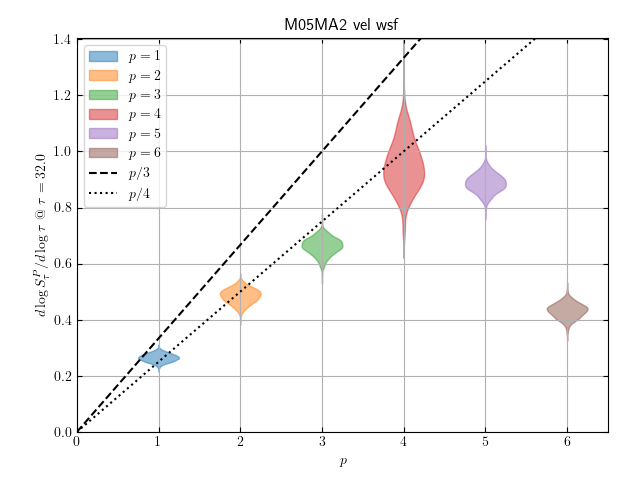 M05MA2 vel wsf
1.4
1.2
1.0
0.8
0.6
0.4
0.2
0.0
d log S_τ^P / d log τ @ τ = 32.0
p = 1
p = 2
p = 3
p = 4
p = 5
p = 6
p/3
p/4
0 1 2 3 4 5 6
p